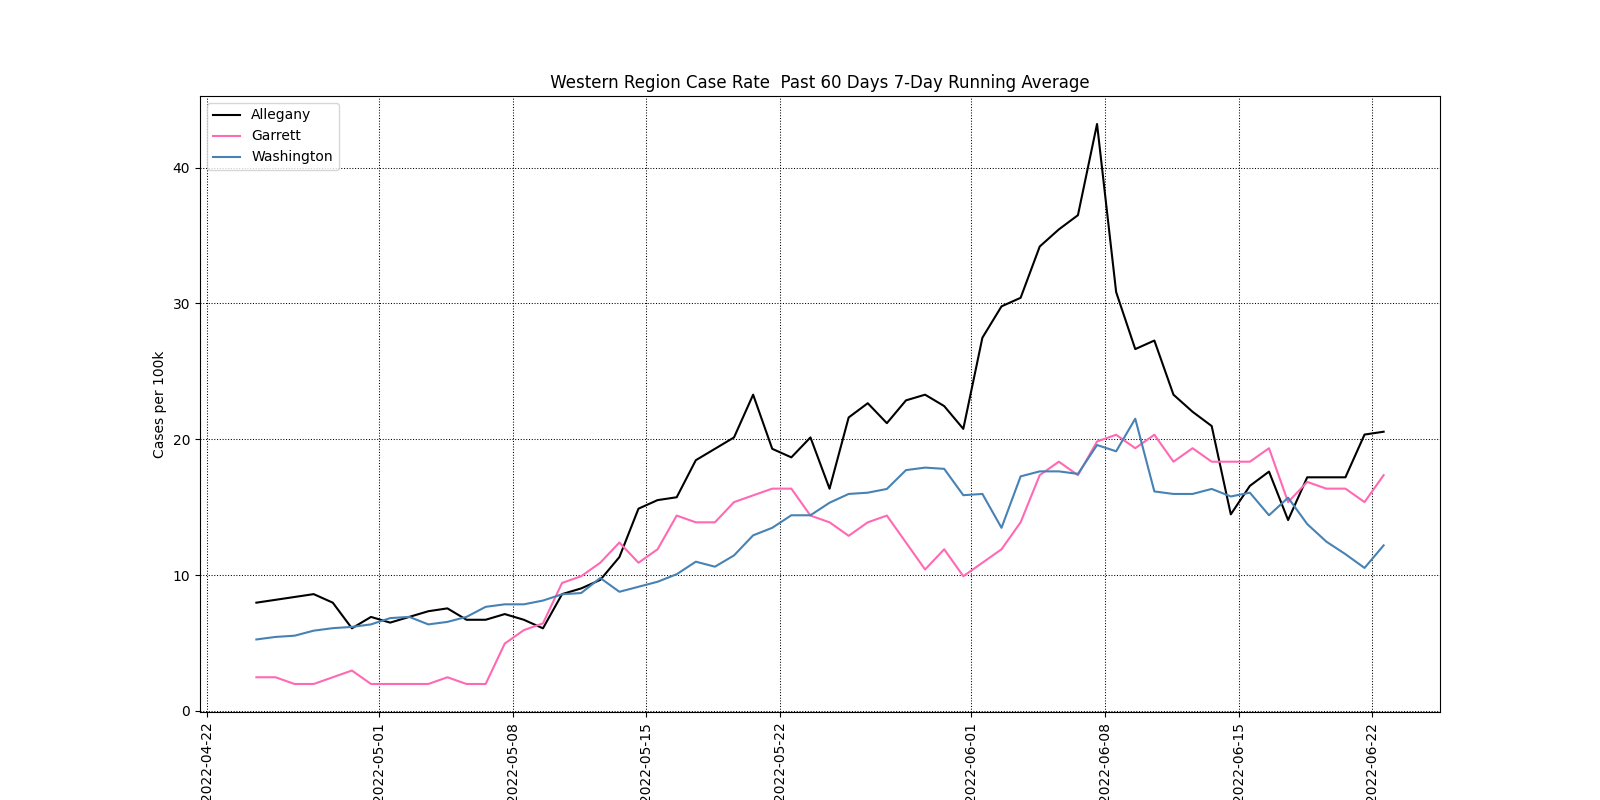 Western Region Case Rate  Past 60 Days 7-Day Running Average
Allegany
Garrett
Washington
Cases per 100k
40
30
20
10
0
2022-04-22
2022-05-01
2022-05-08
2022-05-15
2022-05-22
2022-06-01
2022-06-08
2022-06-15
2022-06-22